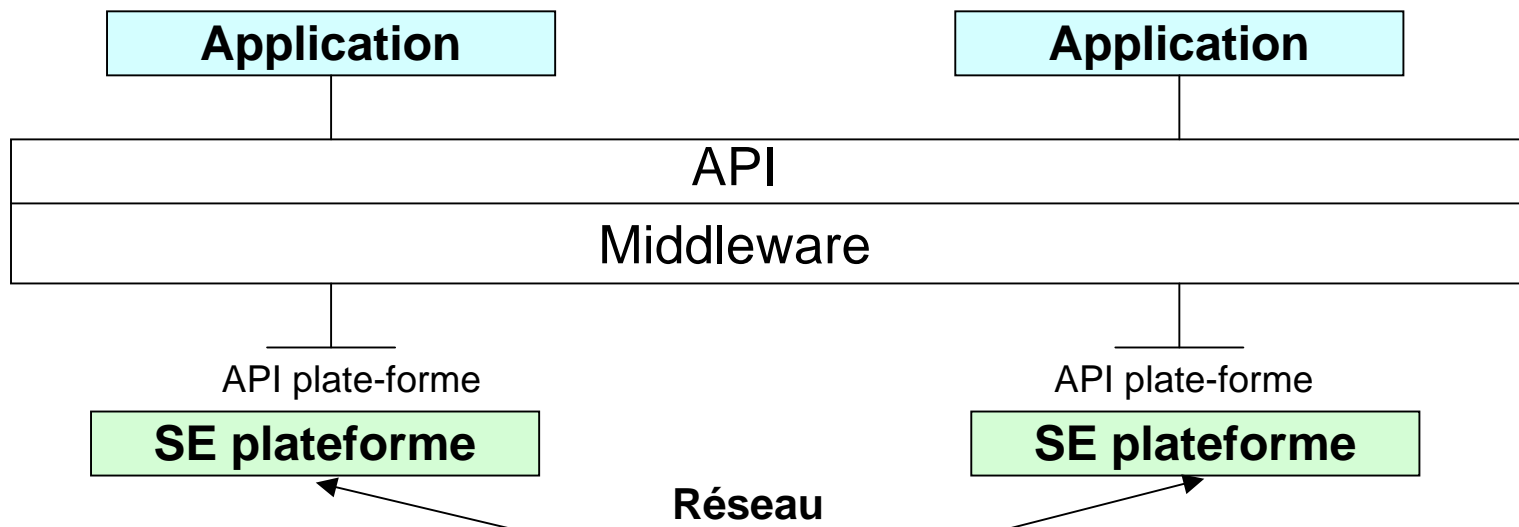 Application
Application
API
Middleware
API plate-forme
API plate-forme
SE plateforme
SE plateforme
Réseau